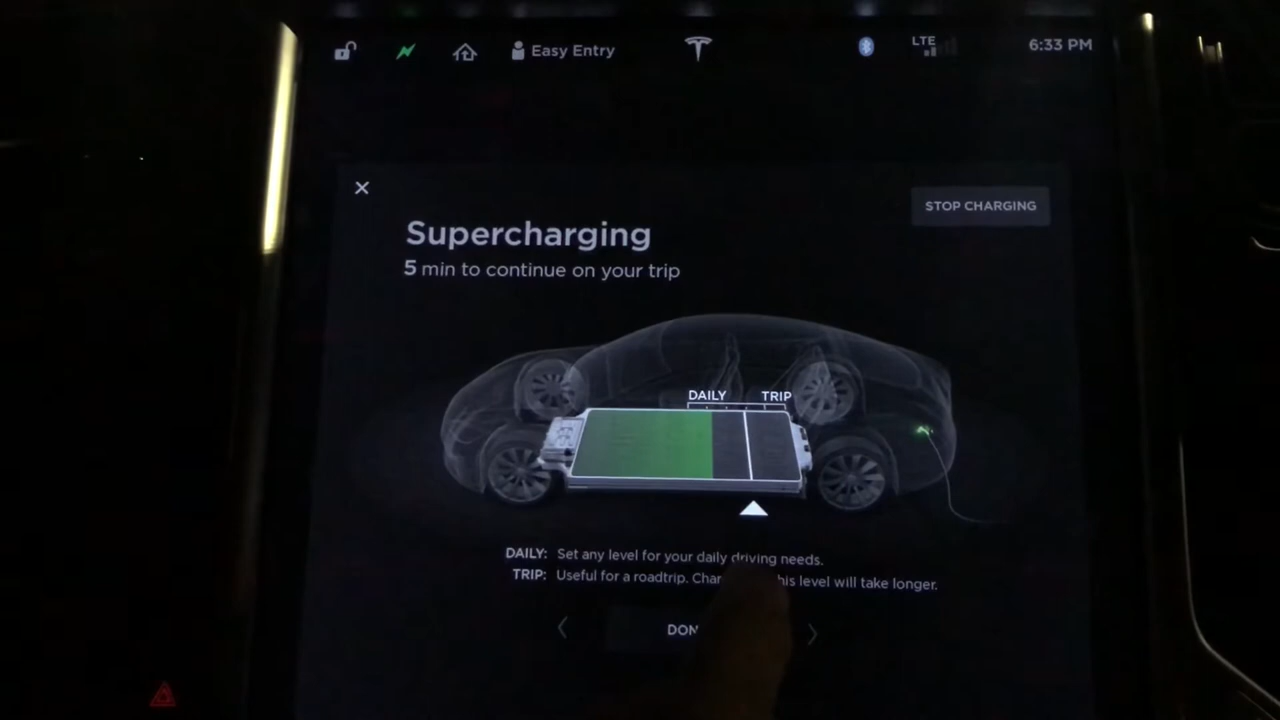 Easy Entry
LTE
6:33 PM
STOP CHARGING
Supercharging
5 min to continue on your trip
DAILY TRIP
DAILY: Set any level for your daily driving needs.
TRIP: Useful for a roadtrip. his level will take longer.